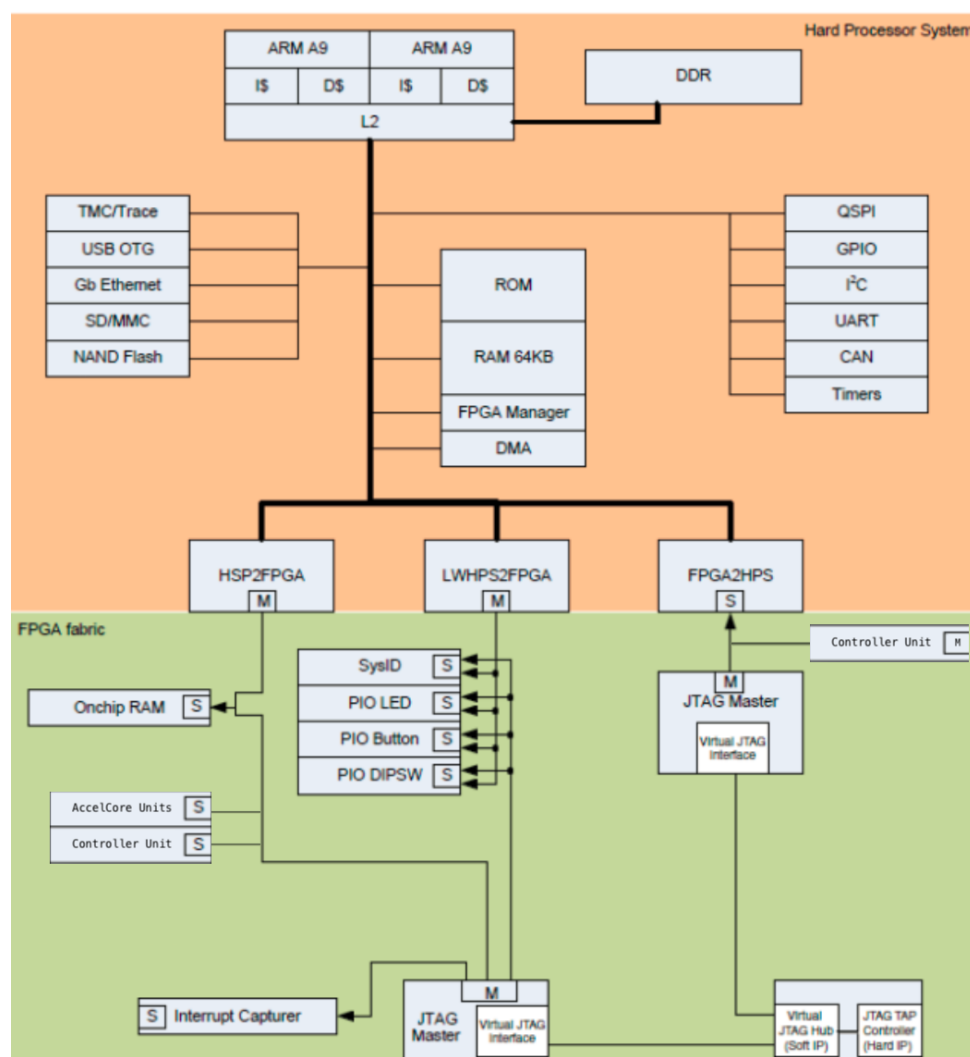 Hard Processor System
ARM A9
ARM A9
I$
D$
I$
D$
L2
DDR
TMC/Trace
USB OTG
Gb Ethernet
SD/MMC
NAND Flash
ROM
RAM 64KB
FPGA Manager
DMA
QSPI
GPIO
I²C
UART
CAN
Timers
HSP2FPGA
M
LWHPS2FPGA
M
FPGA2HPS
S
FPGA fabric
Controller Unit M
SysID S
PIO LED S
PIO Button S
PIO DIPSW S
Onchip RAM S
M
JTAG Master
Virtual JTAG
Interface
AccelCore Units S
Controller Unit S
S Interrupt Capturer
M
JTAG
Master
Virtual JTAG
Interface
Virtual
JTAG Hub
(Soft IP)
JTAG TAP
Controller
(Hard IP)